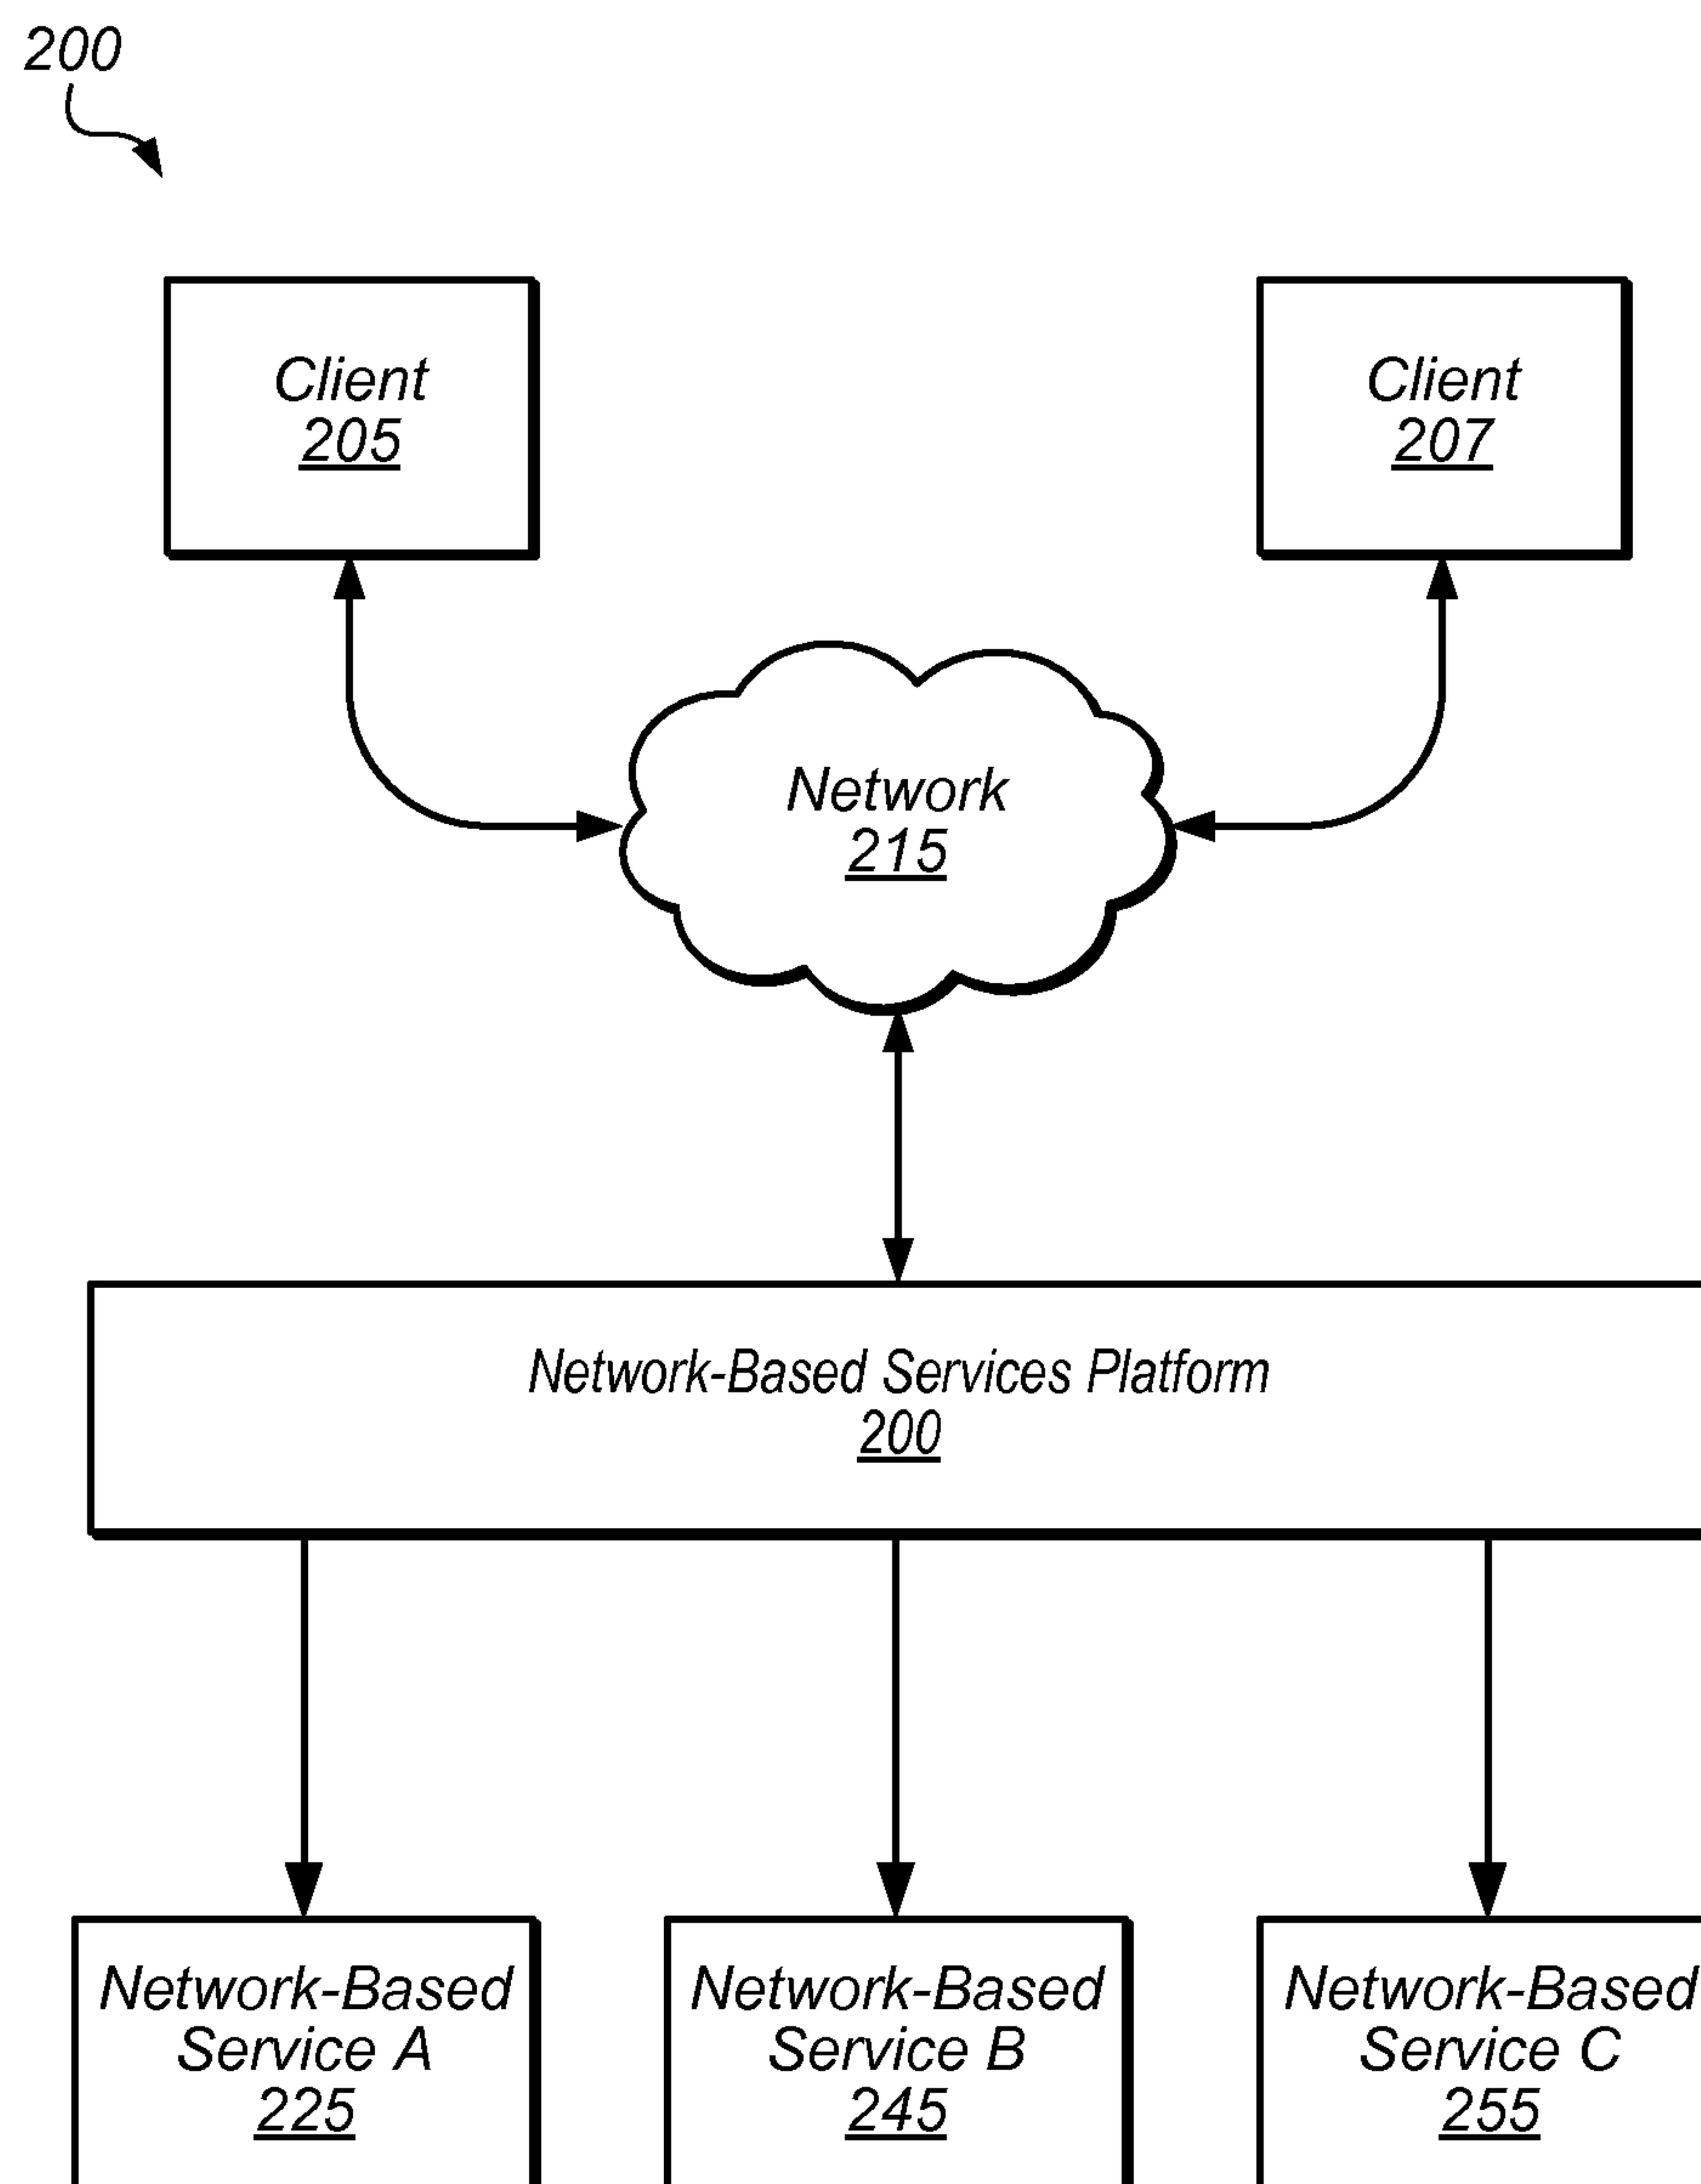 200
Client
205
Client
207
Network
215
Network-Based Services Platform
200
Network-Based
Service A
225
Network-Based
Service B
245
Network-Based
Service C
255